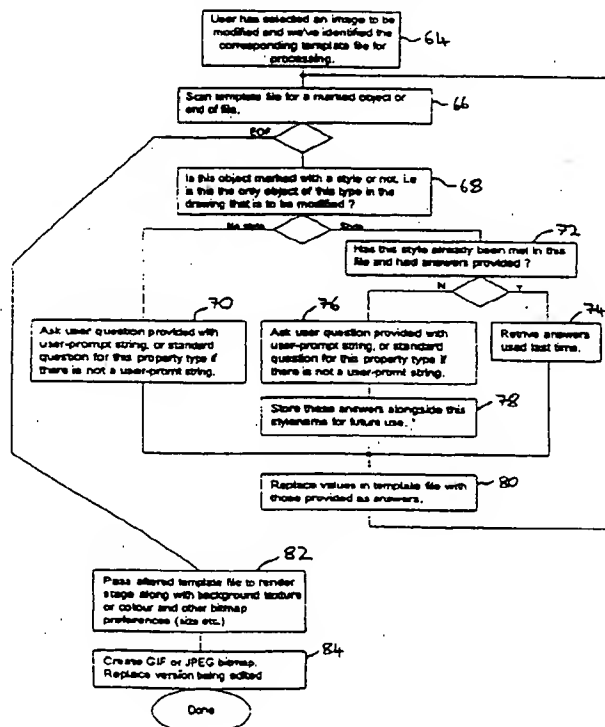 User has selected an image to be
modified and we've identified the
corresponding template file for
processing.
64
Scan template file for a marked object or
end of file.
66
EOF
Is this object marked with a style or not, i.e
is this the only object of this type in the
drawing that is to be modified ?
68
No style
Style
72
Has this style already been met in this
file and had answers provided ?
N
Y
70
Ask user question provided with
user-prompt string, or standard
question for this property type if
there is not a user-promt string.
76
Ask user question provided with
user-prompt string, or standard
question for this property type if
there is not a user-promt string.
74
Retrive answers
used last time.
Store these answers alongside this
stylename for future use.
78
Replace values in template file with
those provided as answers.
80
82
Pass altered template file to render
stage along with background texture
or colour and other bitmap
preferences (size etc.)
84
Create GIF or JPEG bitmap.
Replace version being edited
Done